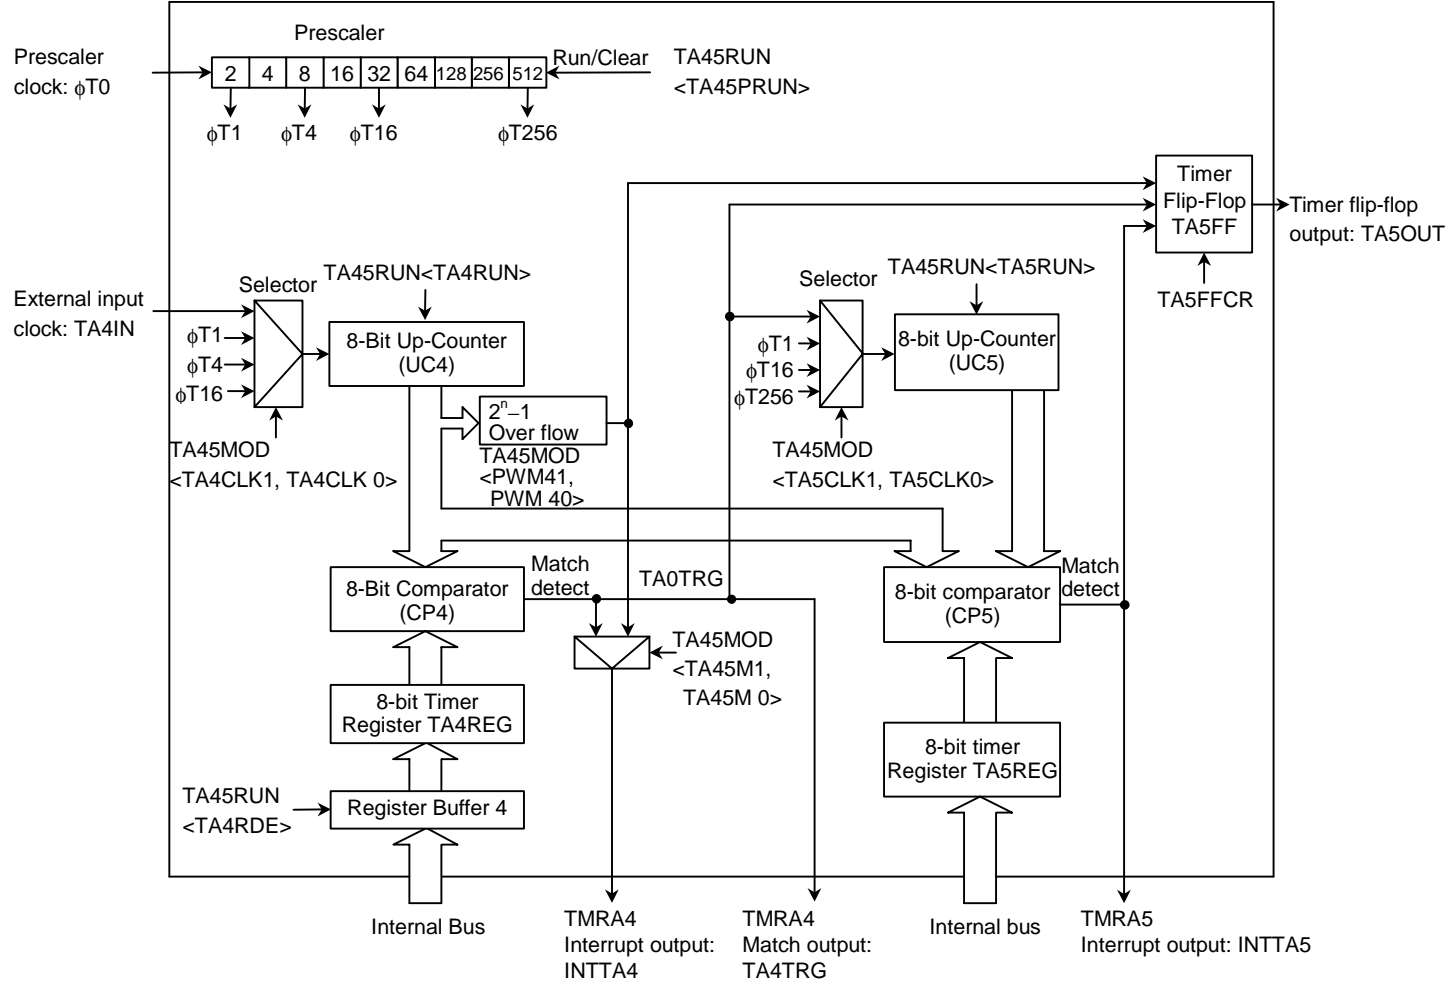 Prescaler
Prescaler
clock: ϕT0
2 4 8 16 32 64 128 256 512
Run/Clear
TA45RUN
<TA45PRUN>
ϕT1
ϕT4
ϕT16
ϕT256
Timer
Flip-Flop
TA5FF
Timer flip-flop
output: TA5OUT
TA5FFCR
External input
clock: TA4IN
Selector
TA45RUN<TA4RUN>
ϕT1
ϕT4
ϕT16
8-Bit Up-Counter
(UC4)
TA45MOD
<TA4CLK1, TA4CLK 0>
2ⁿ−1
Over flow
TA45MOD
<PWM41,
PWM 40>
Selector
TA45RUN<TA5RUN>
ϕT1
ϕT16
ϕT256
8-bit Up-Counter
(UC5)
TA45MOD
<TA5CLK1, TA5CLK0>
8-Bit Comparator
(CP4)
Match
detect
TA0TRG
8-bit comparator
(CP5)
Match
detect
TA45MOD
<TA45M1,
TA45M 0>
8-bit Timer
Register TA4REG
8-bit timer
Register TA5REG
TA45RUN
<TA4RDE>
Register Buffer 4
Internal Bus
TMRA4
Interrupt output:
INTTA4
TMRA4
Match output:
TA4TRG
Internal bus
TMRA5
Interrupt output: INTTA5